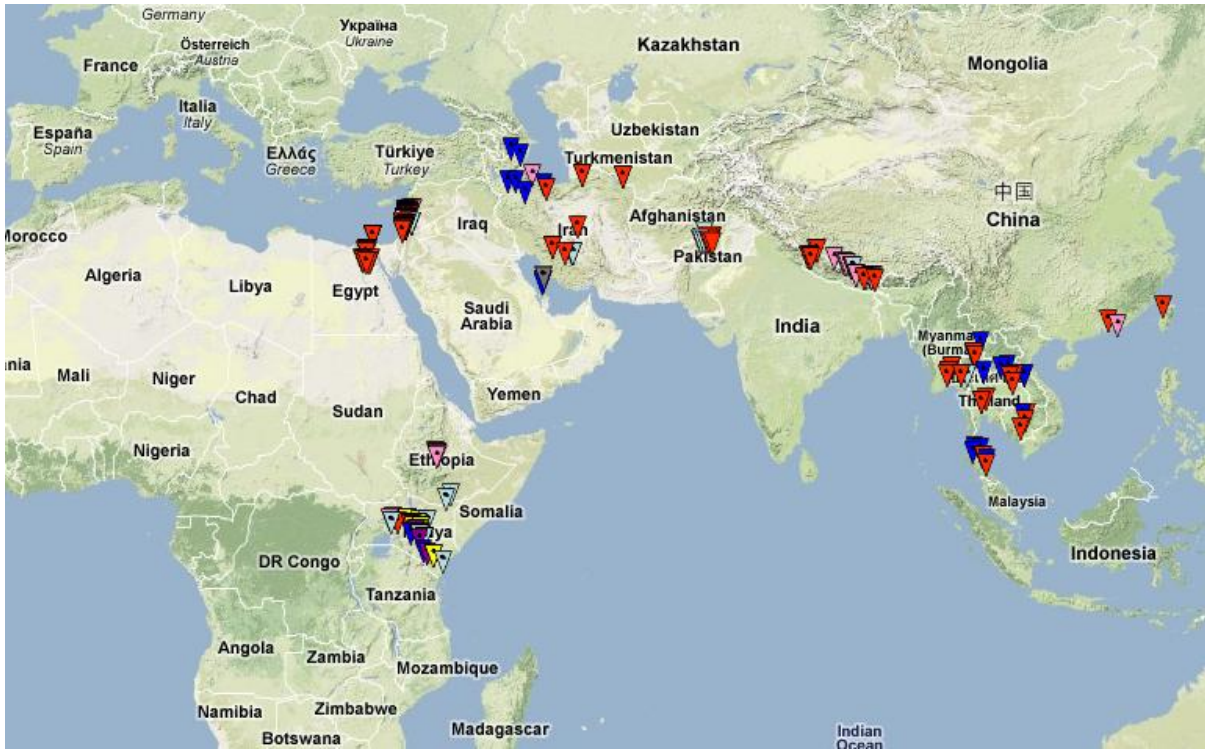 Germany
Україна
Ukraine
Kazakhstan
Mongolia
Österreich
Austria
France
Italia
Italy
Uzbekistan
España
Spain
Ελλάς
Greece
Türkiye
Turkey
Turkmenistan
中国
China
Morocco
Iraq
Iran
Afghanistan
Pakistan
Algeria
Libya
Egypt
Saudi
Arabia
India
Myanma
(Burma
Mali
Niger
Chad
Sudan
Yemen
Thailand
Nigeria
Ethiopia
Somalia
Malaysia
DR Congo
Indonesia
Tanzania
Angola
Zambia
Mozambique
Namibia
Zimbabwe
Botswana
Madagascar
Indian
Ocean